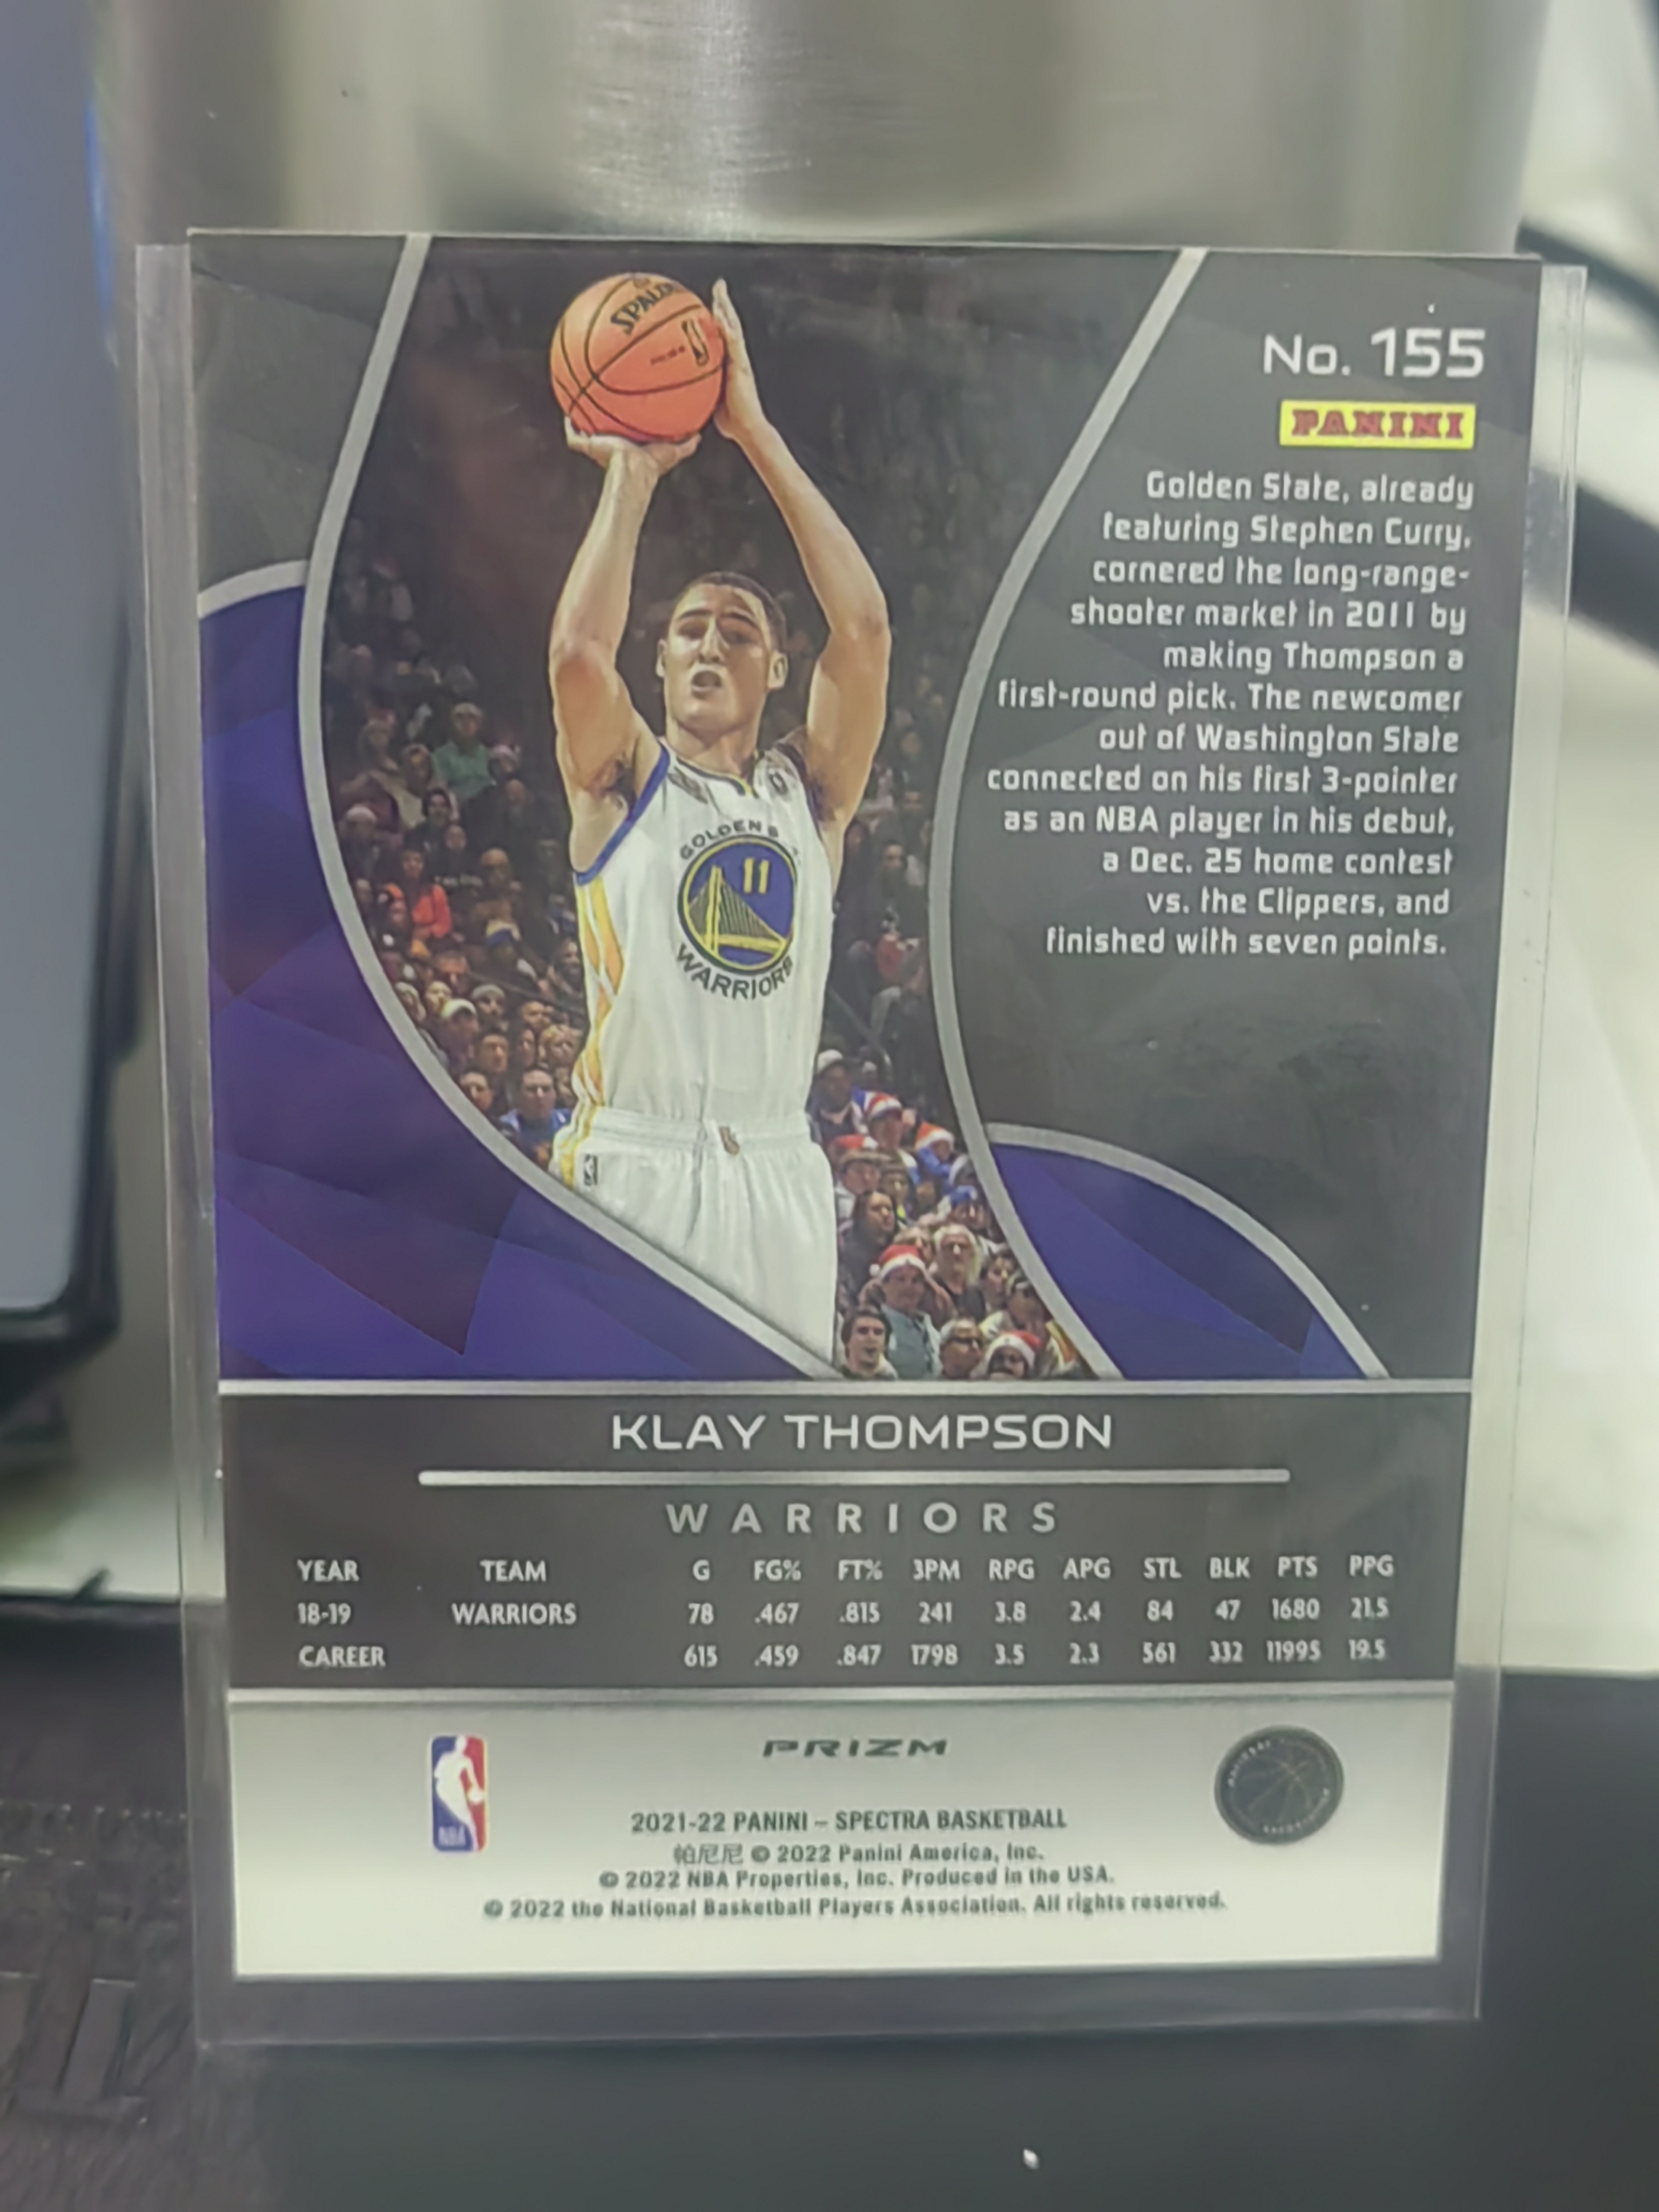 SPALDING
No. 155
PANINI
Golden State, already
featuring Stephen Curry,
cornered the long-range-
shooter market in 2011 by
making Thompson a
first-round pick. The newcomer
out of Washington State
connected on his first 3-pointer
as an NBA player in his debut,
a Dec. 25 home contest
vs. the Clippers, and
finished with seven points.
GOLDEN S
11
WARRIORS
KLAY THOMPSON
WARRIORS
YEAR TEAM G FG% FT% 3PM RPG APG STL BLK PTS PPG
18-19 WARRIORS 78 .467 .815 241 3.8 2.4 84 47 1680 21.5
CAREER 615 .459 .847 1798 3.5 2.3 561 332 11995 19.5
PRIZM
NBA
2021-22 PANINI – SPECTRA BASKETBALL
帕尼尼 © 2022 Panini America, Inc.
© 2022 NBA Properties, Inc. Produced in the USA.
© 2022 the National Basketball Players Association. All rights reserved.